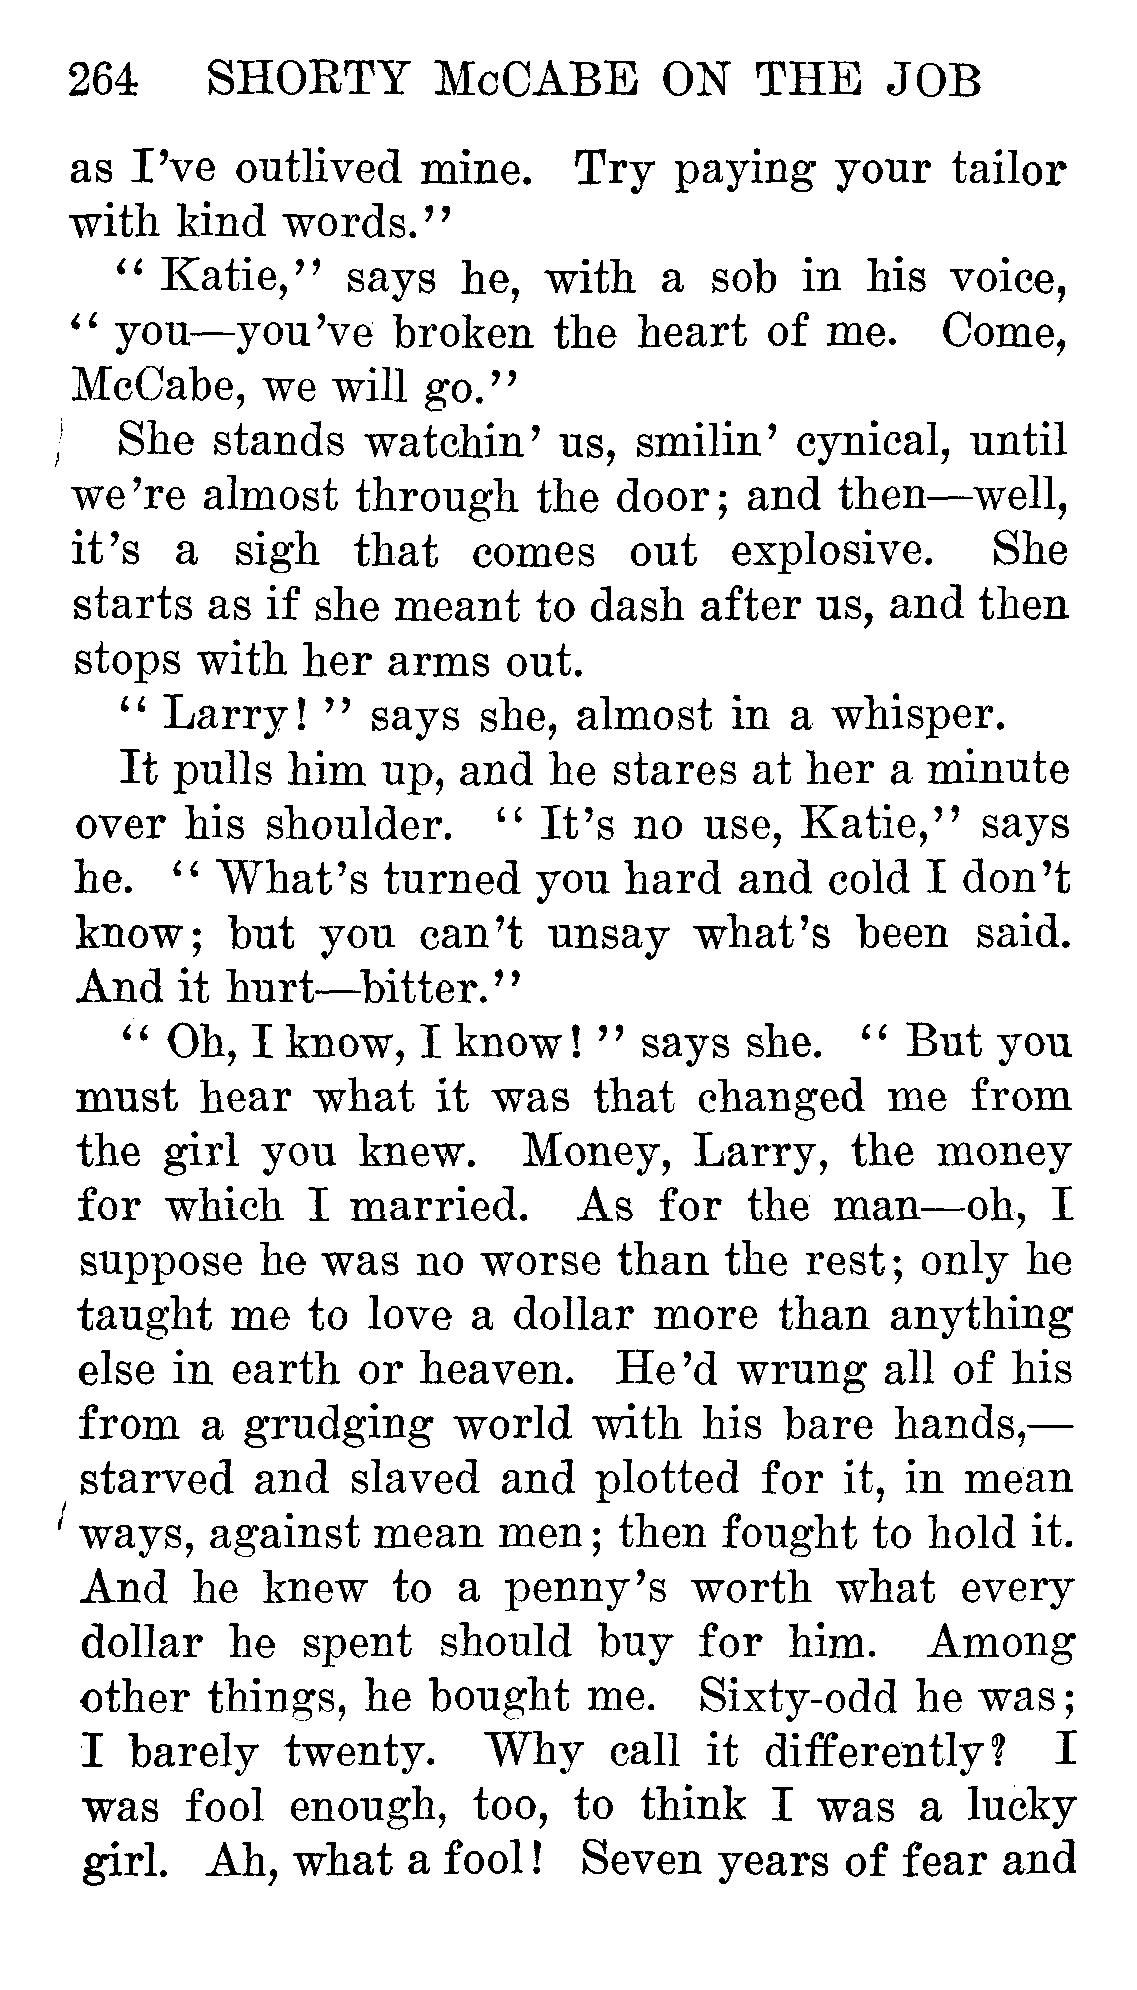 264 SHORTY McCABE ON THE JOB
as I've outlived mine. Try paying your tailor
with kind words."
"Katie," says he, with a sob in his voice,
"you—you've broken the heart of me. Come,
McCabe, we will go."
She stands watchin' us, smilin' cynical, until
we're almost through the door; and then—well,
it's a sigh that comes out explosive. She
starts as if she meant to dash after us, and then
stops with her arms out.
"Larry!" says she, almost in a whisper.
It pulls him up, and he stares at her a minute
over his shoulder. "It's no use, Katie," says
he. "What's turned you hard and cold I don't
know; but you can't unsay what's been said.
And it hurt—bitter."
"Oh, I know, I know!" says she. "But you
must hear what it was that changed me from
the girl you knew. Money, Larry, the money
for which I married. As for the man—oh, I
suppose he was no worse than the rest; only he
taught me to love a dollar more than anything
else in earth or heaven. He'd wrung all of his
from a grudging world with his bare hands,—
starved and slaved and plotted for it, in mean
ways, against mean men; then fought to hold it.
And he knew to a penny's worth what every
dollar he spent should buy for him. Among
other things, he bought me. Sixty-odd he was;
I barely twenty. Why call it differently? I
was fool enough, too, to think I was a lucky
girl. Ah, what a fool! Seven years of fear and